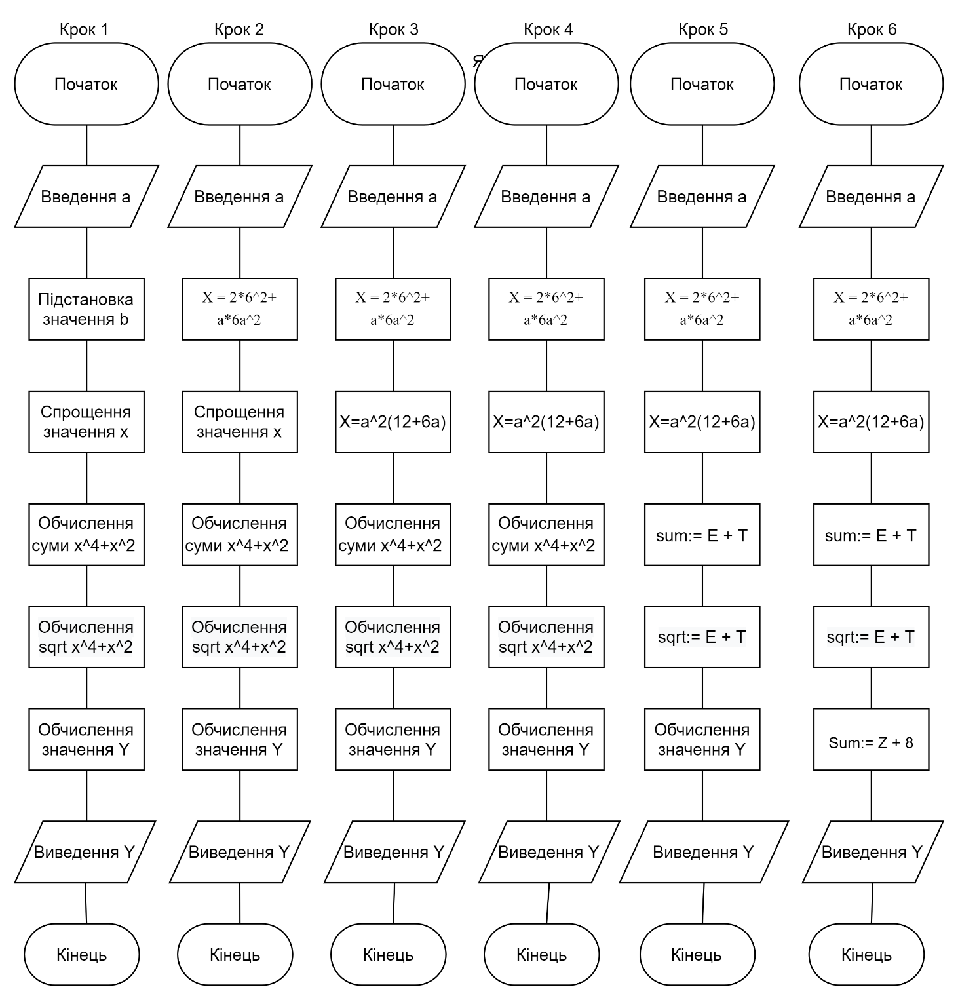 Крок 1
Початок
Введення а
Підстановка
значення b
Спрощення
значення x
Обчислення
суми x^4+x^2
Обчислення
sqrt x^4+x^2
Обчислення
значення Y
Виведення Y
Кінець
Крок 2
Початок
Введення а
X = 2*6^2+
a*6a^2
Спрощення
значення x
Обчислення
суми x^4+x^2
Обчислення
sqrt x^4+x^2
Обчислення
значення Y
Виведення Y
Кінець
Крок 3
Початок
Введення а
X = 2*6^2+
a*6a^2
X=a^2(12+6a)
Обчислення
суми x^4+x^2
Обчислення
sqrt x^4+x^2
Обчислення
значення Y
Виведення Y
Кінець
Я
Крок 4
Початок
Введення а
X = 2*6^2+
a*6a^2
X=a^2(12+6a)
Обчислення
суми x^4+x^2
Обчислення
sqrt x^4+x^2
Обчислення
значення Y
Виведення Y
Кінець
Крок 5
Початок
Введення а
X = 2*6^2+
a*6a^2
X=a^2(12+6a)
sum:= E + T
sqrt:= E + T
Обчислення
значення Y
Виведення Y
Кінець
Крок 6
Початок
Введення а
X = 2*6^2+
a*6a^2
X=a^2(12+6a)
sum:= E + T
sqrt:= E + T
Sum:= Z + 8
Виведення Y
Кінець